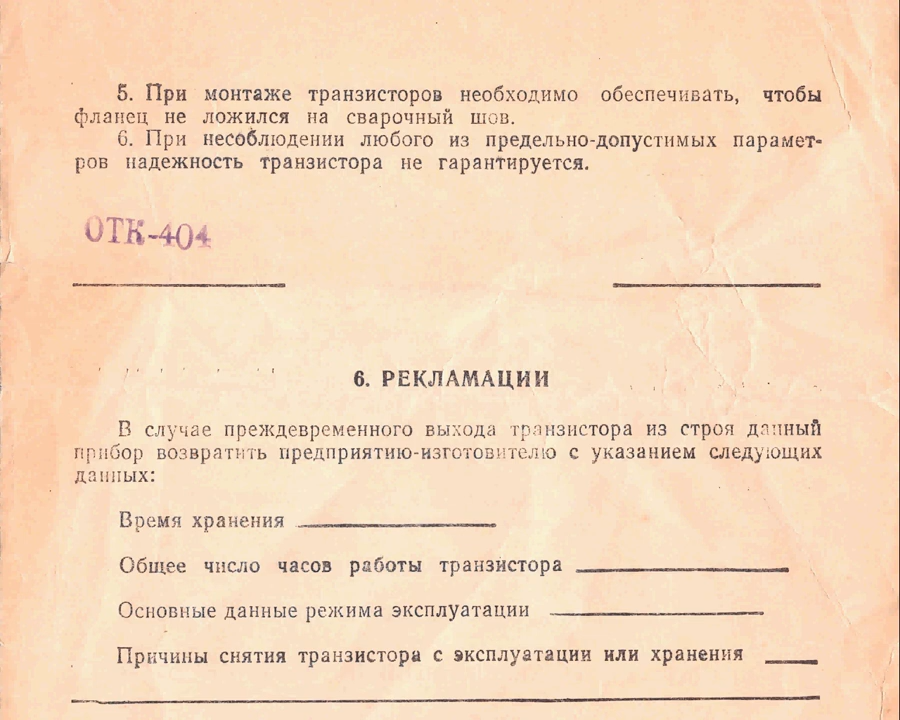 5. При монтаже транзисторов необходимо обеспечивать, чтобы
фланец не ложился на сварочный шов.
6. При несоблюдении любого из предельно-допустимых парамет-
ров надежность транзистора не гарантируется.
ОТК-404
6. РЕКЛАМАЦИИ
В случае преждевременного выхода транзистора из строя данный
прибор возвратить предприятию-изготовителю с указанием следующих
данных:
Время хранения
Общее число часов работы транзистора
Основные данные режима эксплуатации
Причины снятия транзистора с эксплуатации или хранения